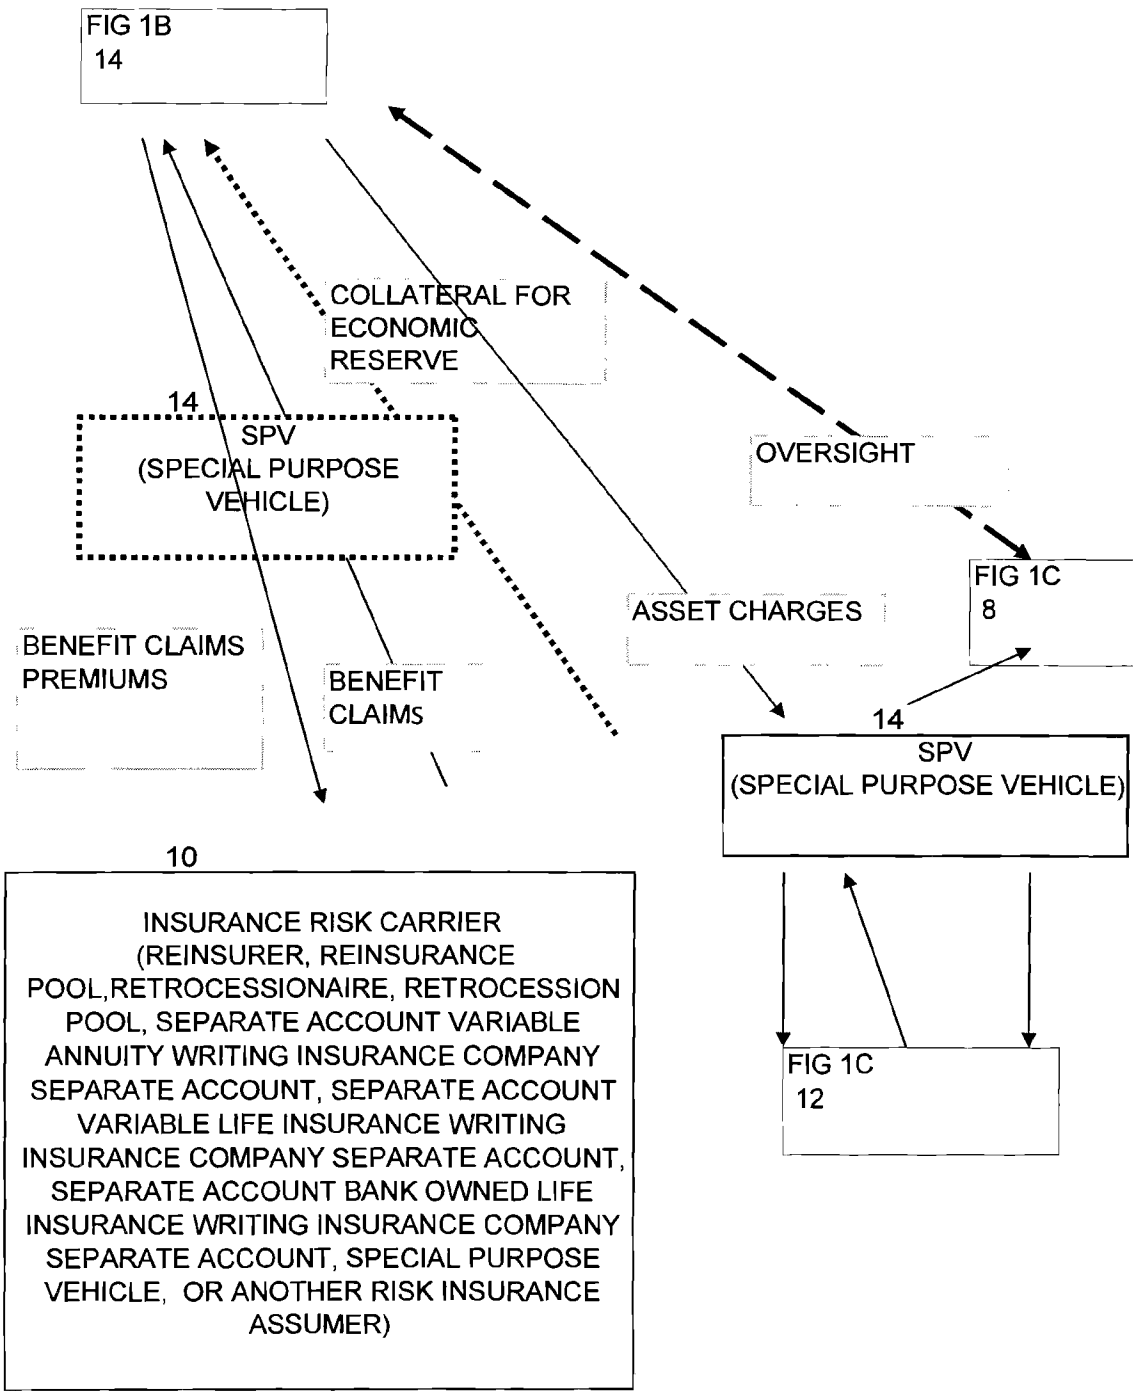 FIG 1B
14
COLLATERAL FOR
ECONOMIC
RESERVE
14
SPV
(SPECIAL PURPOSE
VEHICLE)
OVERSIGHT
FIG 1C
8
ASSET CHARGES
BENEFIT CLAIMS
PREMIUMS
BENEFIT
CLAIMS
14
SPV
(SPECIAL PURPOSE VEHICLE)
10
INSURANCE RISK CARRIER
(REINSURER, REINSURANCE
POOL,RETROCESSIONAIRE, RETROCESSION
POOL, SEPARATE ACCOUNT VARIABLE
ANNUITY WRITING INSURANCE COMPANY
SEPARATE ACCOUNT, SEPARATE ACCOUNT
VARIABLE LIFE INSURANCE WRITING
INSURANCE COMPANY SEPARATE ACCOUNT,
SEPARATE ACCOUNT BANK OWNED LIFE
INSURANCE WRITING INSURANCE COMPANY
SEPARATE ACCOUNT, SPECIAL PURPOSE
VEHICLE, OR ANOTHER RISK INSURANCE
ASSUMER)
FIG 1C
12